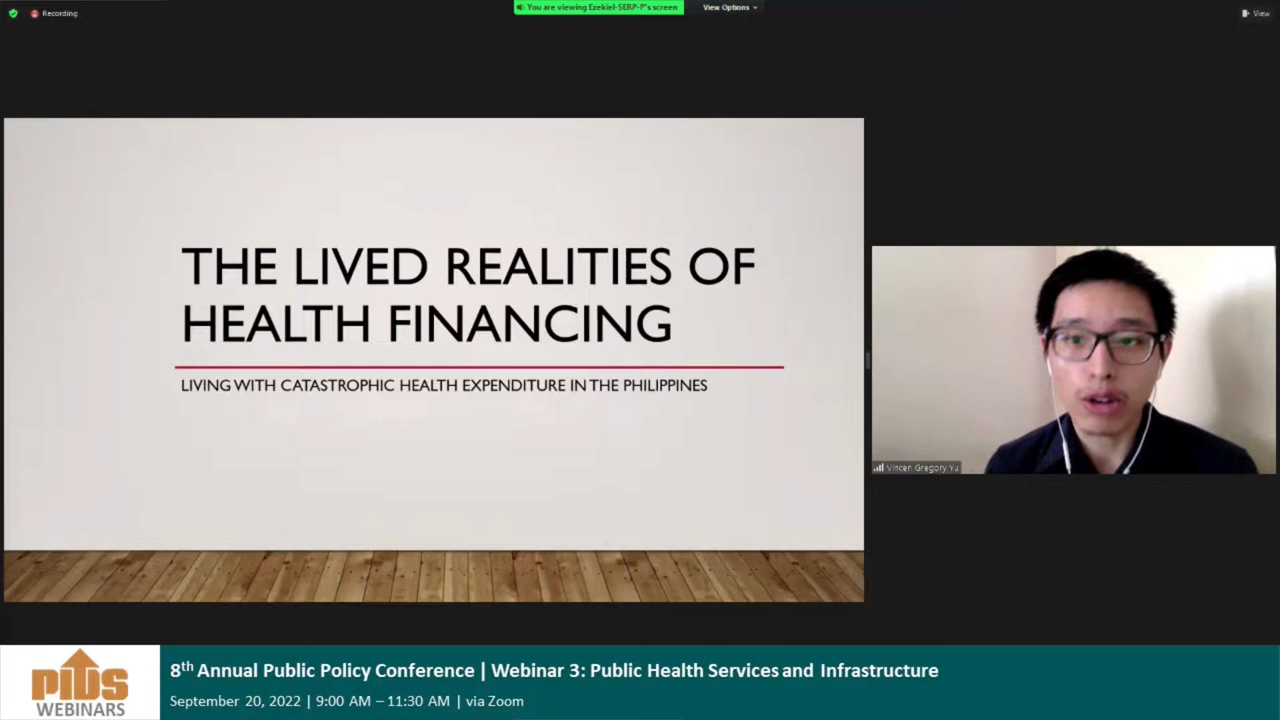 Recording
You are viewing Ezekiel-SERP-P's screen
View Options
View
THE LIVED REALITIES OF
HEALTH FINANCING
LIVING WITH CATASTROPHIC HEALTH EXPENDITURE IN THE PHILIPPINES
Vincen Gregory Yu
PIDS
WEBINARS
8th Annual Public Policy Conference | Webinar 3: Public Health Services and Infrastructure
September 20, 2022 | 9:00 AM – 11:30 AM | via Zoom